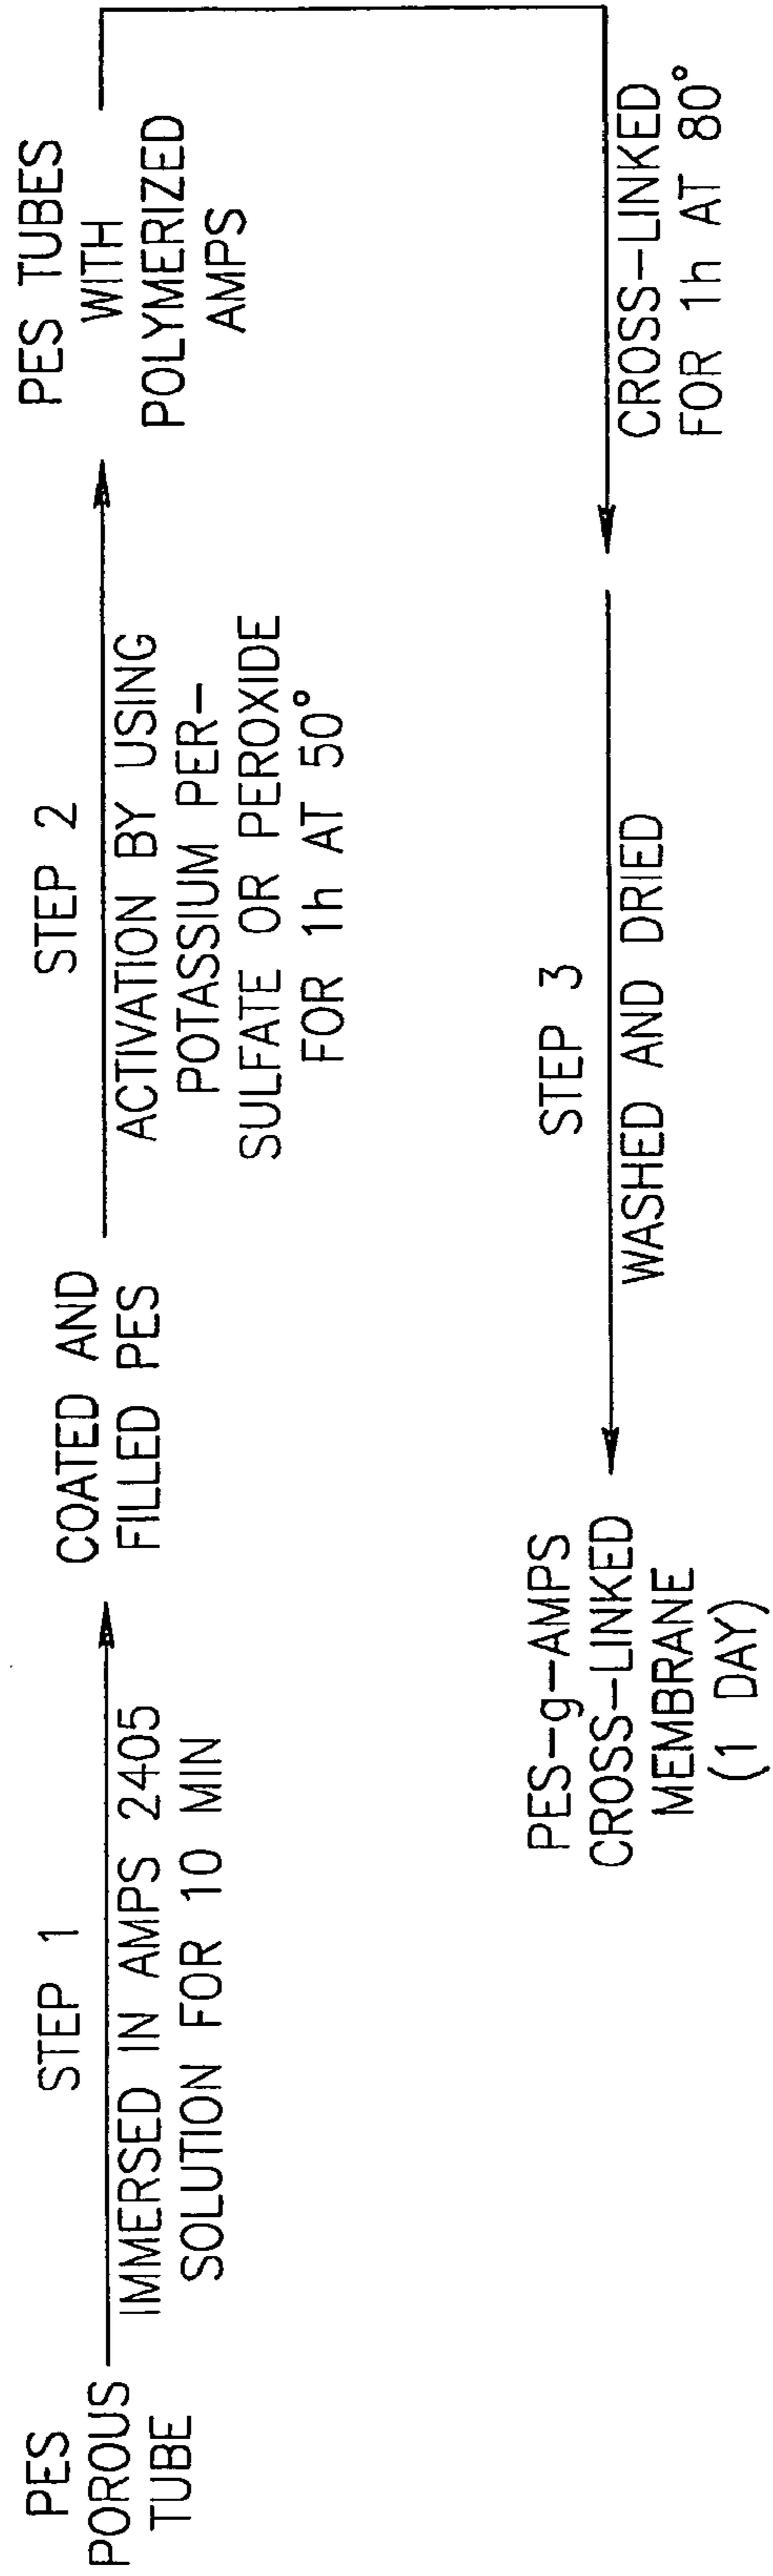 PES
POROUS
TUBE
STEP 1
IMMERSED IN AMPS 2405
SOLUTION FOR 10 MIN
COATED AND
FILLED PES
STEP 2
ACTIVATION BY USING
POTASSIUM PER-
SULFATE OR PEROXIDE
FOR 1h AT 50°
PES TUBES
WITH
POLYMERIZED
AMPS
CROSS-LINKED
FOR 1h AT 80°
STEP 3
WASHED AND DRIED
PES-g-AMPS
CROSS-LINKED
MEMBRANE
(1 DAY)